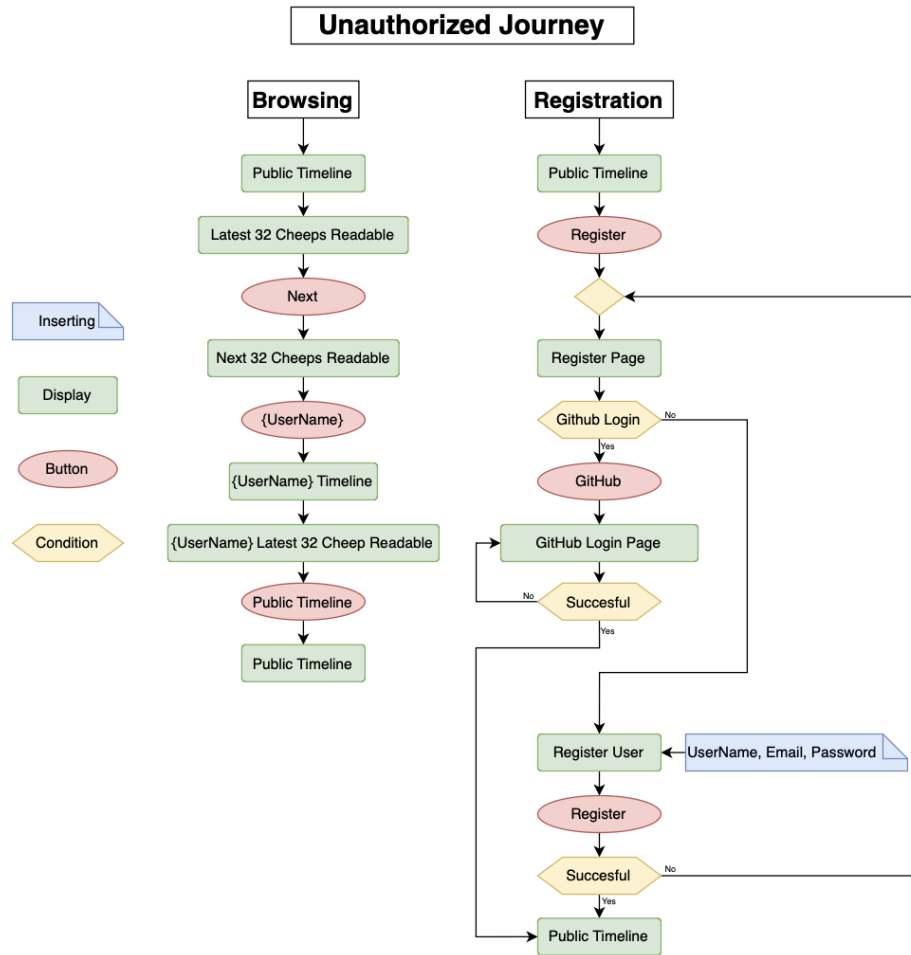 Unauthorized Journey
Browsing
Public Timeline
Latest 32 Cheeps Readable
Next
Next 32 Cheeps Readable
{UserName}
{UserName} Timeline
{UserName} Latest 32 Cheep Readable
Public Timeline
Public Timeline
Inserting
Display
Button
Condition
Registration
Public Timeline
Register
Register Page
Github Login
No
Yes
GitHub
GitHub Login Page
Succesful
No
Yes
Register User
UserName, Email, Password
Register
Succesful
No
Yes
Public Timeline